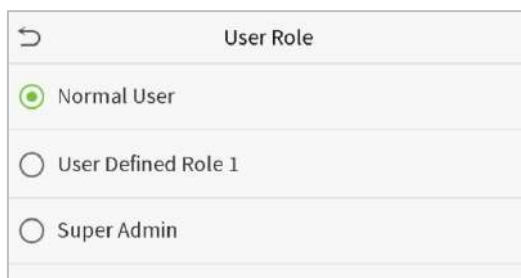 User Role
Normal User
User Defined Role 1
Super Admin